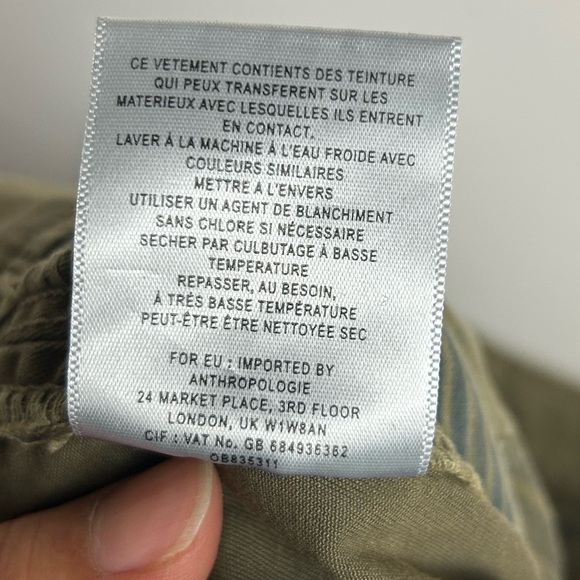 CE VETEMENT CONTIENTS DES TEINTURE
QUI PEUX TRANSFERENT SUR LES
MATERIEUX AVEC LESQUELLES ILS ENTRENT
EN CONTACT.
LAVER À LA MACHINE À L'EAU FROIDE AVEC
COULEURS SIMILAIRES
METTRE A L'ENVERS
UTILISER UN AGENT DE BLANCHIMENT
SANS CHLORE SI NÉCESSAIRE
SECHER PAR CULBUTAGE À BASSE
TEMPERATURE
REPASSER, AU BESOIN,
À TRÈS BASSE TEMPÉRATURE
PEUT-ÊTRE ÊTRE NETTOYÉE SEC
FOR EU : IMPORTED BY
ANTHROPOLOGIE
24 MARKET PLACE, 3RD FLOOR
LONDON, UK W1W8AN
CIF : VAT No. GB 684936362
OB835311